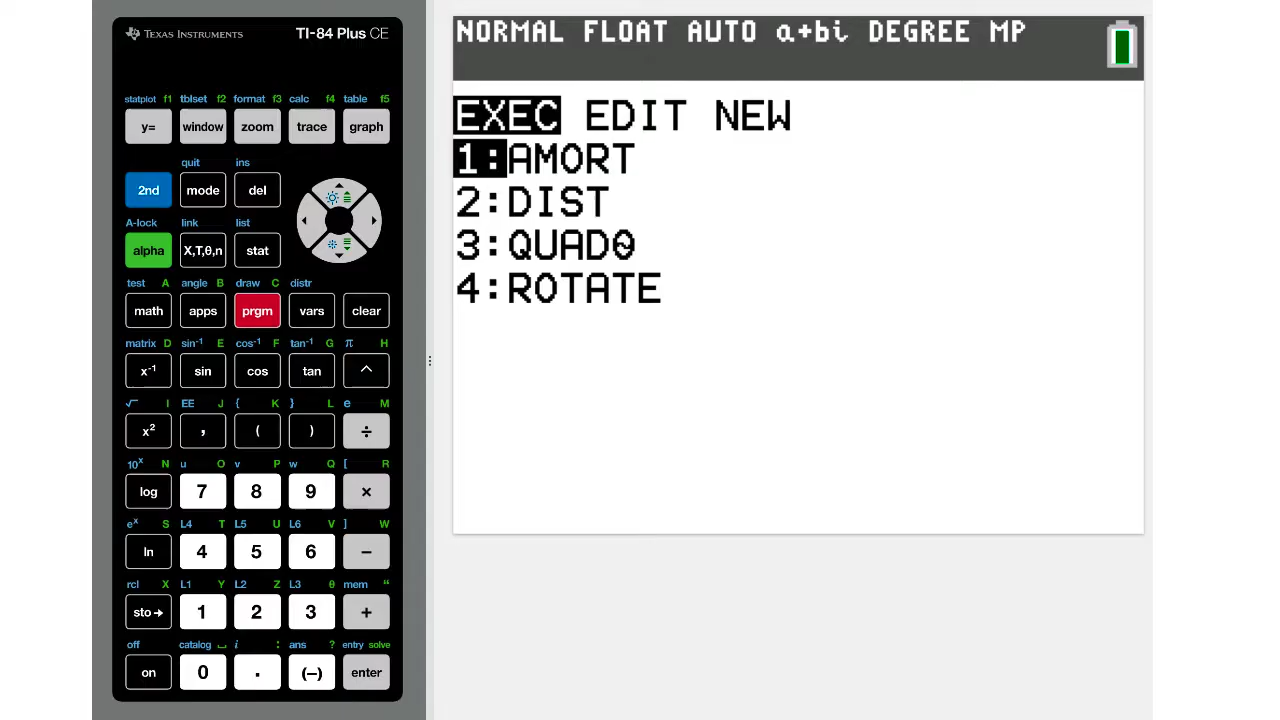 TEXAS INSTRUMENTS TI-84 Plus CE
statplot f1 tblset f2 format f3 calc f4 table f5
y= window zoom trace graph
quit ins
2nd mode del
A-lock link list
alpha X,T,θ,n stat
test A angle B draw C distr
math apps prgm vars clear
matrix D sin⁻¹ E cos⁻¹ F tan⁻¹ G π H
x⁻¹ sin cos tan ^
√ I EE J { K } L e M
x² , ( ) ÷
10ˣ N u O v P w Q [ R
log 7 8 9 ×
eˣ S L4 T L5 U L6 V ] W
ln 4 5 6 −
rcl X L1 Y L2 Z L3 θ mem “
sto→ 1 2 3 +
off catalog ␣ i : ans ? entry solve
on 0 . (−) enter
NORMAL FLOAT AUTO a+bi DEGREE MP
EXEC EDIT NEW
1:AMORT
2:DIST
3:QUADθ
4:ROTATE